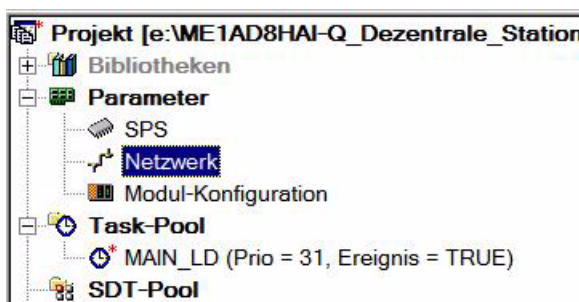 Projekt [e:\ME1AD8HAI-Q_Dezentrale_Station
Bibliotheken
Parameter
SPS
Netzwerk
Modul-Konfiguration
Task-Pool
MAIN_LD (Prio = 31, Ereignis = TRUE)
SDT-Pool